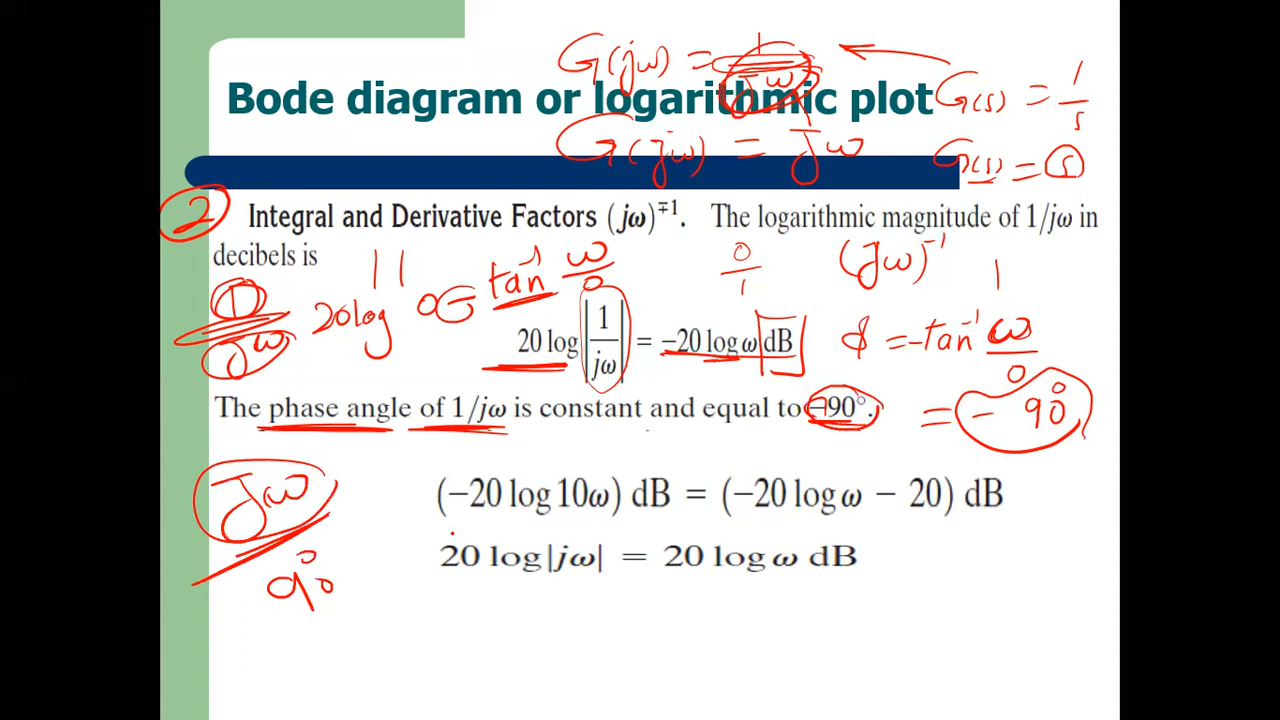 G(jω) = 1/jω
G(s) = 1/s
Bode diagram or logarithmic plot
G(jω) = jω
G(s) = s
2 Integral and Derivative Factors (jω)^∓1. The logarithmic magnitude of 1/jω in
decibels is
1/jω 20 log | | tan⁻¹ ω/0 0/1 (jω)⁻¹ 1
20 log |1/jω| = −20 log ω dB
ϕ = −tan⁻¹ ω/0
The phase angle of 1/jω is constant and equal to −90°.
= −90°
jω
(−20 log 10ω) dB = (−20 log ω − 20) dB
20 log|jω| = 20 log ω dB
90